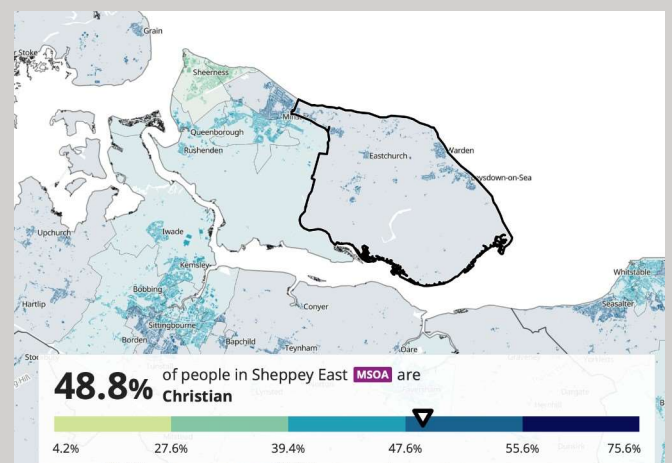 Grain
Stoke
Sheerness
Queenborough
Rushenden
Eastchurch
Warden
aysdown-on-Sea
Upchurch
Iwade
Kemsley
Bobbing
Hartlip
Sittingbourne
Borden
Bapchild
Conyer
Teynham
Oare
Whitstable
Seasalter
48.8% of people in Sheppey East MSOA are
Christian
4.2% 27.6% 39.4% 47.6% 55.6% 75.6%